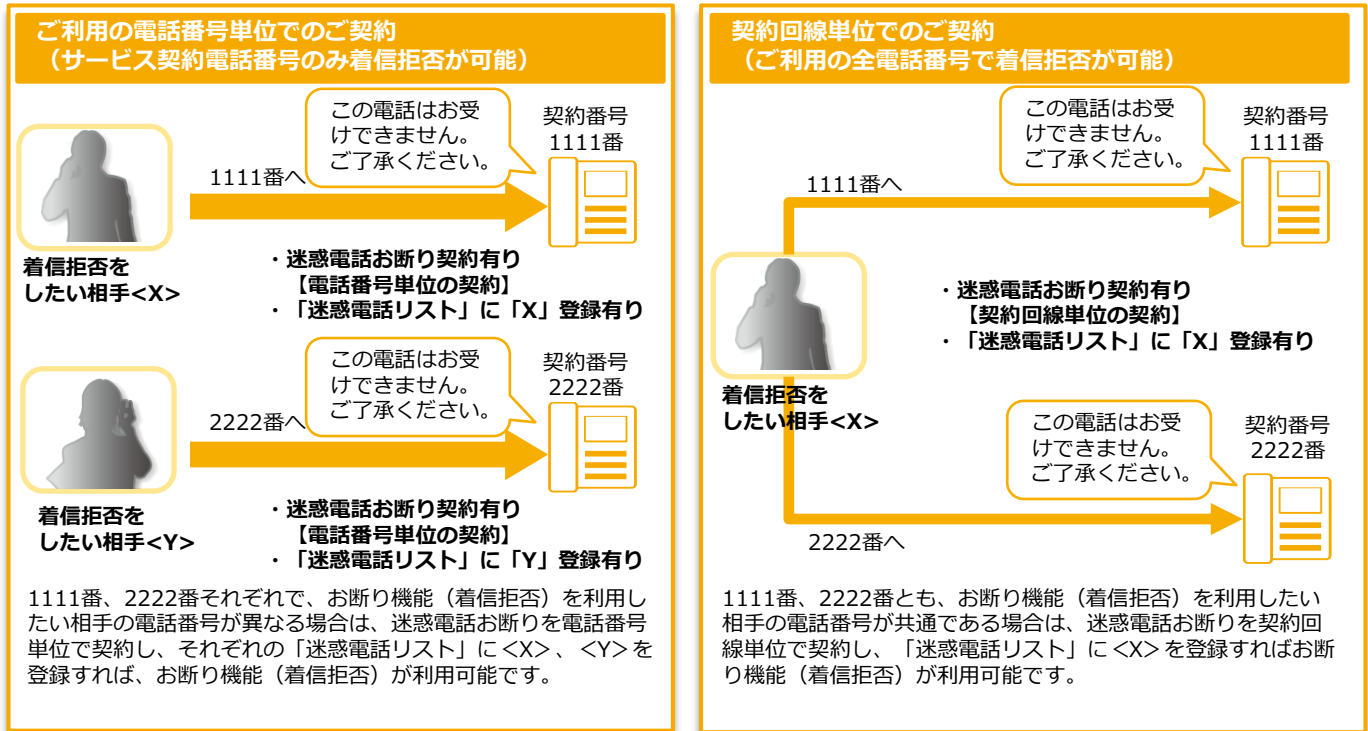 ご利用の電話番号単位でのご契約
（サービス契約電話番号のみ着信拒否が可能）
この電話はお受
けできません。
ご了承ください。
契約番号
1111番
1111番へ
着信拒否を
したい相手<X>
・迷惑電話お断り契約有り
【電話番号単位の契約】
・「迷惑電話リスト」に「X」登録有り
この電話はお受
けできません。
ご了承ください。
契約番号
2222番
2222番へ
着信拒否を
したい相手<Y>
・迷惑電話お断り契約有り
【電話番号単位の契約】
・「迷惑電話リスト」に「Y」登録有り
1111番、2222番それぞれで、お断り機能（着信拒否）を利用し
たい相手の電話番号が異なる場合は、迷惑電話お断りを電話番号
単位で契約し、それぞれの「迷惑電話リスト」に<X>、<Y>を
登録すれば、お断り機能（着信拒否）が利用可能です。
契約回線単位でのご契約
（ご利用の全電話番号で着信拒否が可能）
この電話はお受
けできません。
ご了承ください。
契約番号
1111番
1111番へ
・迷惑電話お断り契約有り
【契約回線単位の契約】
・「迷惑電話リスト」に「X」登録有り
着信拒否を
したい相手<X>
この電話はお受
けできません。
ご了承ください。
契約番号
2222番
2222番へ
1111番、2222番とも、お断り機能（着信拒否）を利用したい
相手の電話番号が共通である場合は、迷惑電話お断りを契約回
線単位で契約し、「迷惑電話リスト」に<X>を登録すればお断
り機能（着信拒否）が利用可能です。